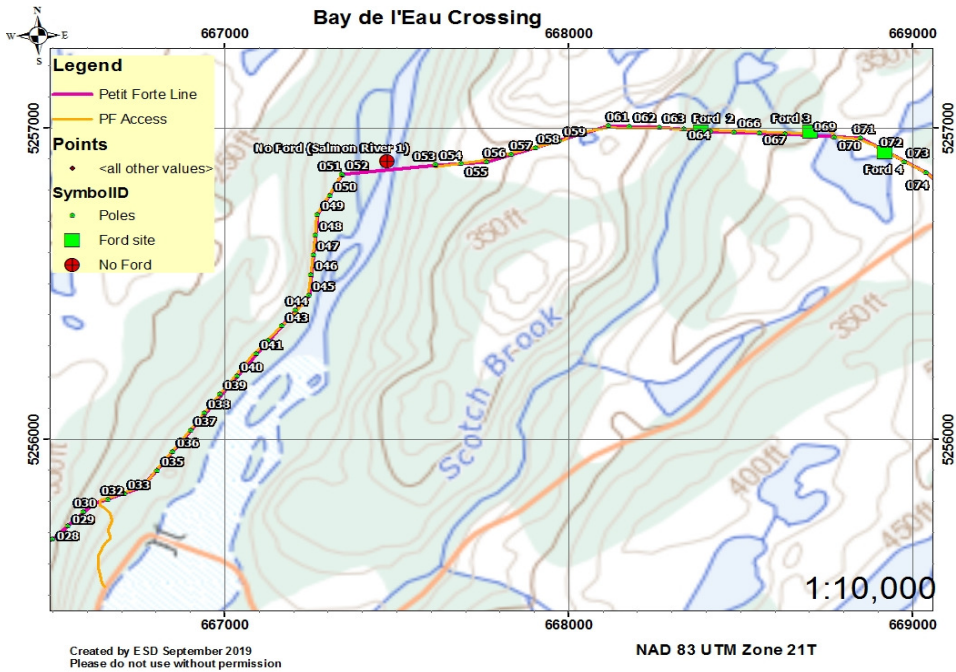 Bay de l'Eau Crossing
N
W
E
S
667000
668000
669000
Legend
Petit Forte Line
PF Access
Points
<all other values>
SymbolID
Poles
Ford site
No Ford
5257000
5257000
5256000
5256000
350ft
350ft
350ft
350ft
350ft
400ft
450ft
No Ford (Salmon River 1)
051
052
053
054
055
056
057
058
059
061
062
063
Ford 2
064
066
Ford 3
067
069
070
071
072
073
Ford 4
074
050
049
048
047
046
045
044
043
041
040
039
038
037
036
035
033
032
030
029
028
Scotch Brook
1:10,000
667000
668000
669000
Created by ESD September 2019
Please do not use without permission
NAD 83 UTM Zone 21T